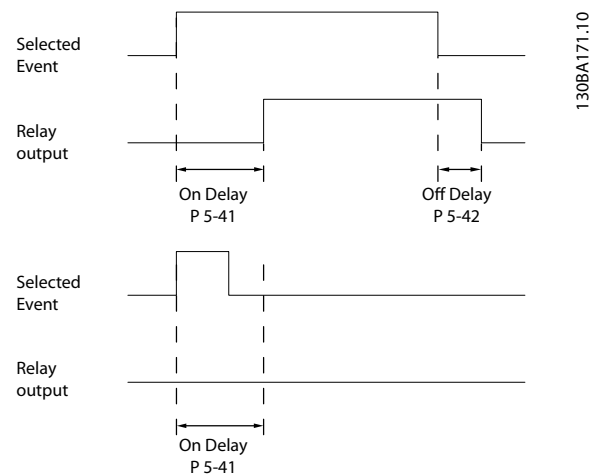 Selected
Event
130BA171.10
Relay
output
On Delay
P 5-41
Off Delay
P 5-42
Selected
Event
Relay
output
On Delay
P 5-41